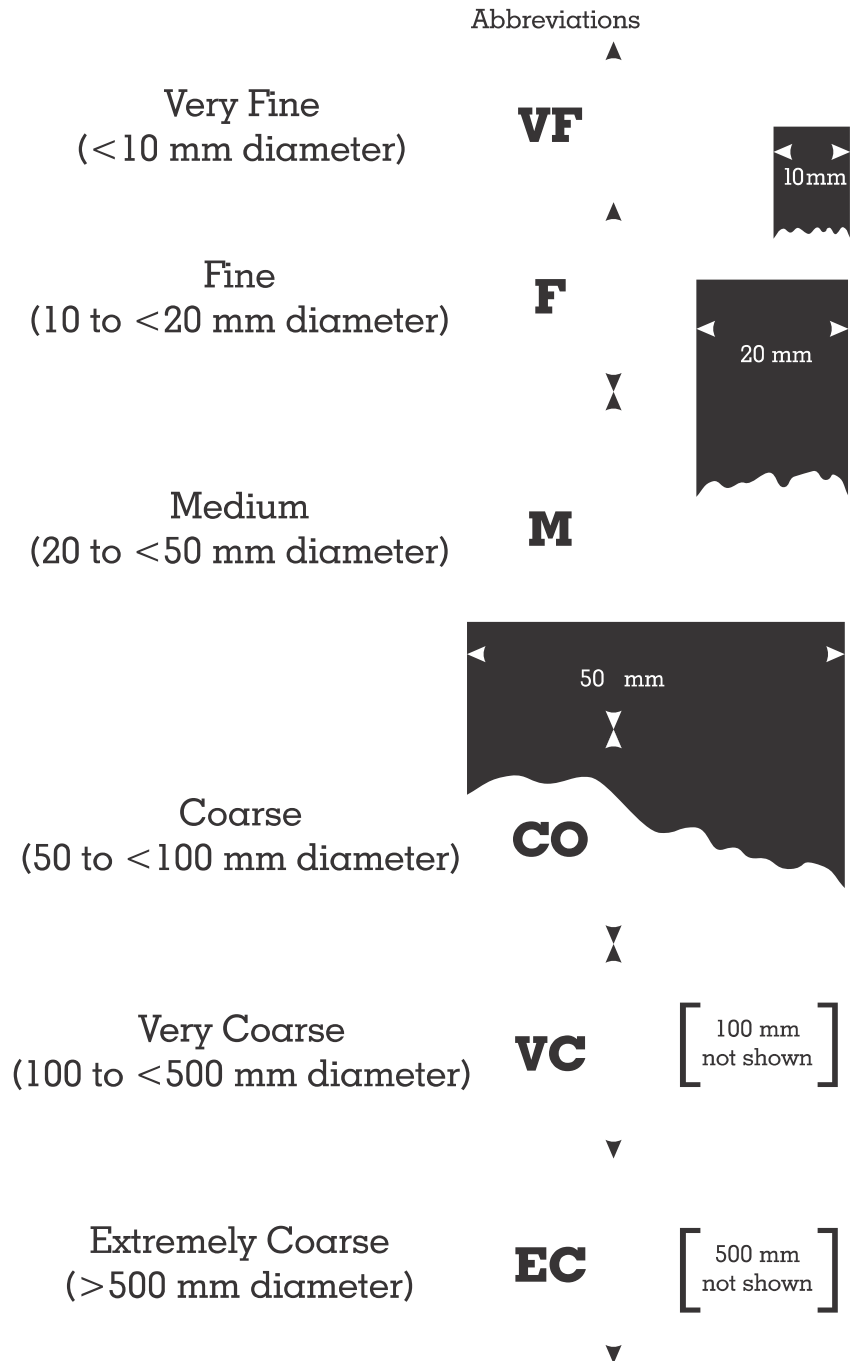 Abbreviations
Very Fine
(<10 mm diameter)
VF
10 mm
Fine
(10 to <20 mm diameter)
F
20 mm
Medium
(20 to <50 mm diameter)
M
50 mm
Coarse
(50 to <100 mm diameter)
CO
Very Coarse
(100 to <500 mm diameter)
VC
100 mm
not shown
Extremely Coarse
(>500 mm diameter)
EC
500 mm
not shown